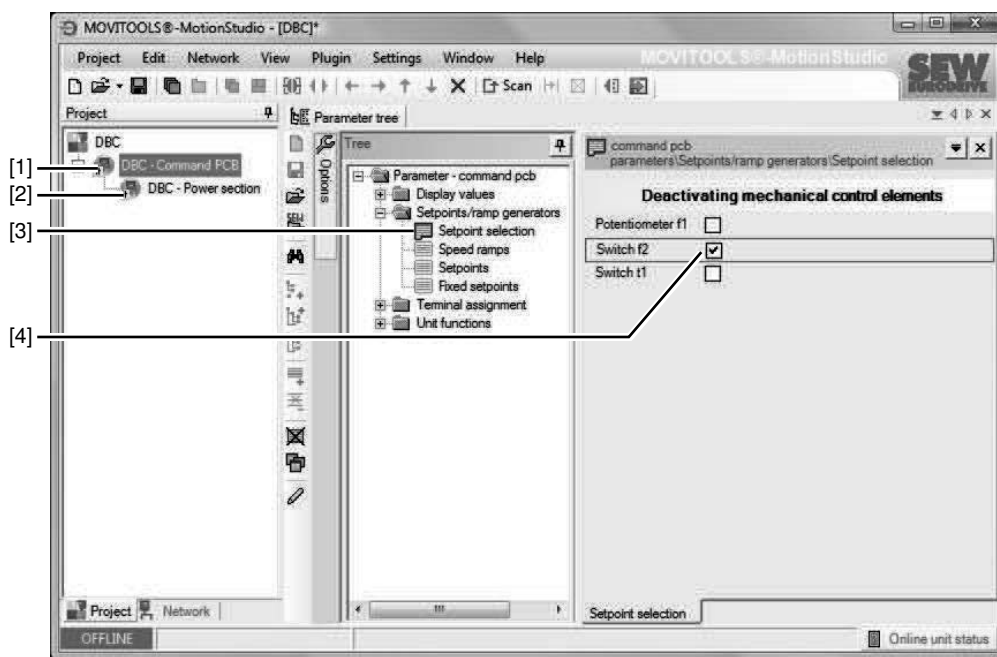 MOVITOOLS®-MotionStudio - [DBC]*
Project Edit Network View Plugin Settings Window Help
MOVITOOLS®-MotionStudio
SEW
EURODRIVE
Scan
Project
Parameter tree
DBC
[1]
DBC - Command PCB
[2]
DBC - Power section
Options
Tree
Parameter - command pcb
Display values
Setpoints/ramp generators
[3]
Setpoint selection
Speed ramps
Setpoints
Fixed setpoints
Terminal assignment
Unit functions
command pcb
parameters\Setpoints/ramp generators\Setpoint selection
Deactivating mechanical control elements
Potentiometer f1
Switch f2
Switch t1
[4]
Project Network
Setpoint selection
OFFLINE
Online unit status